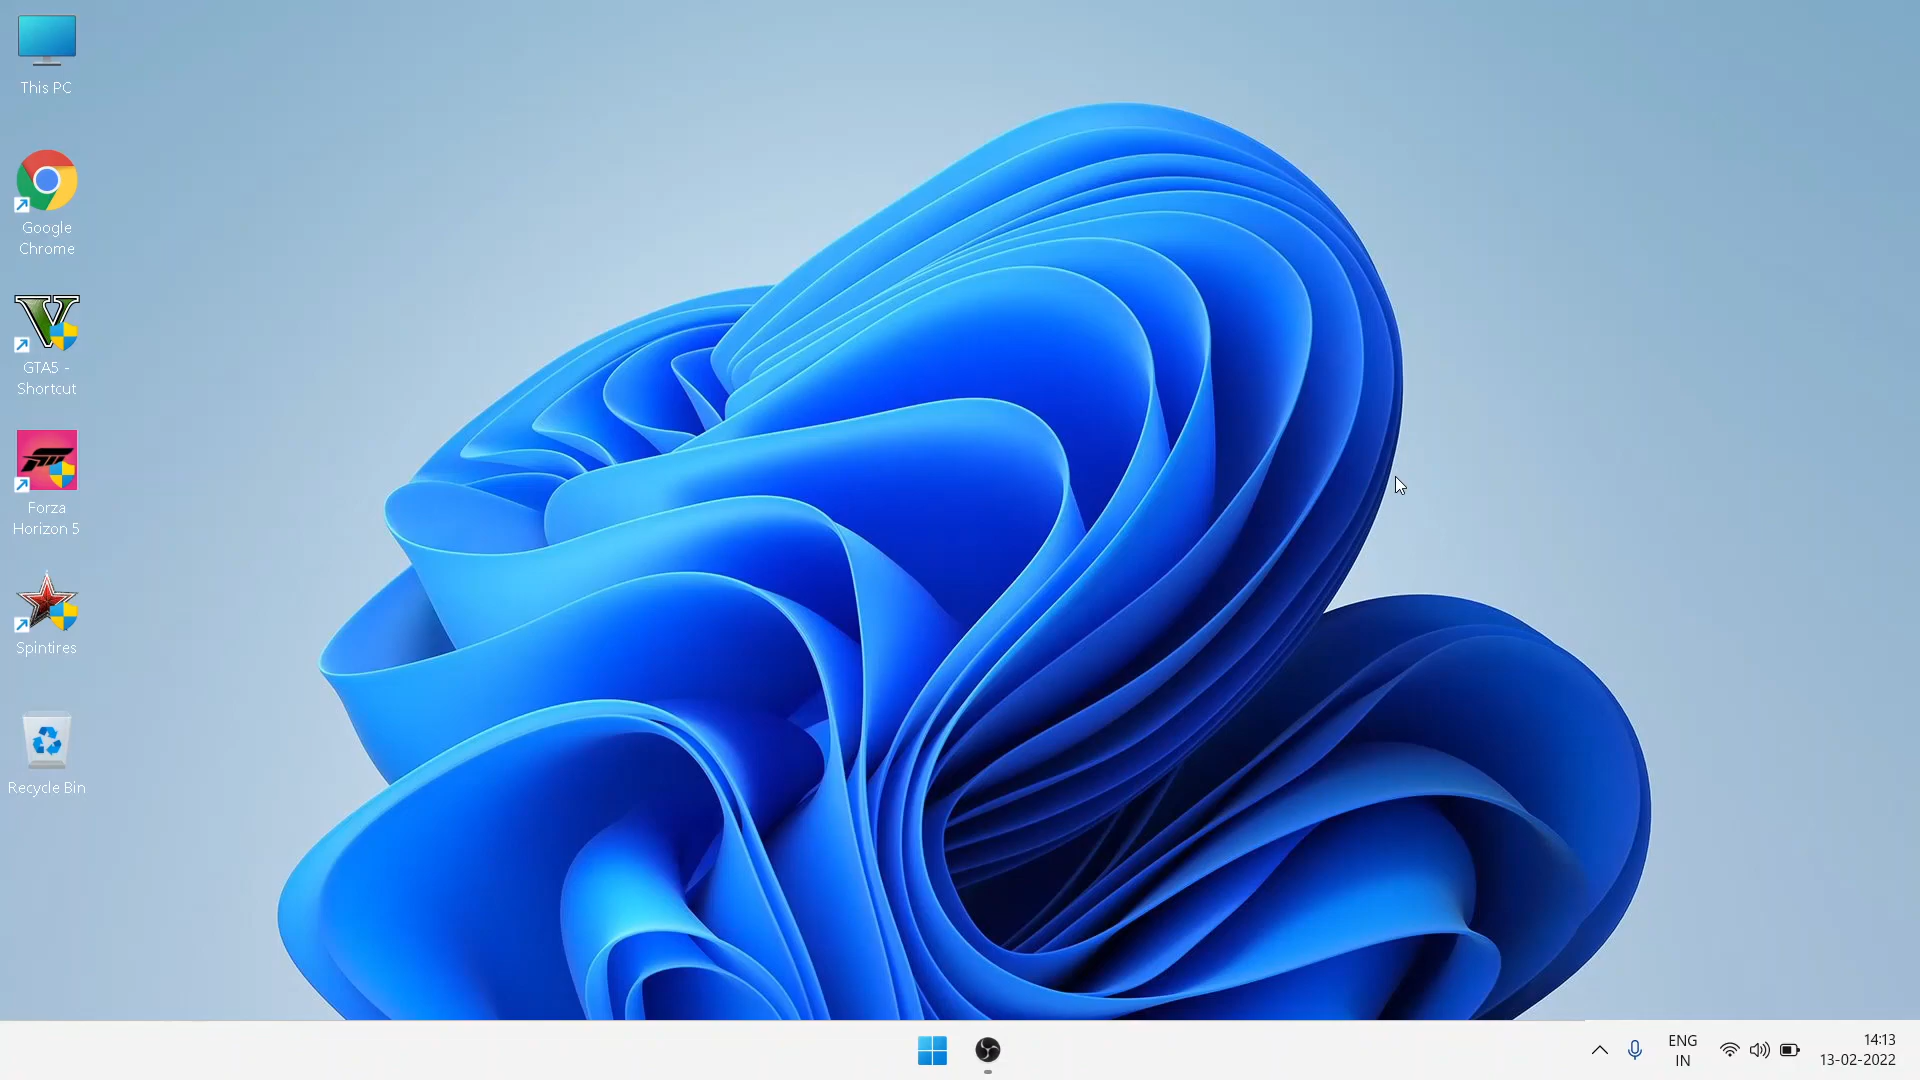 This PC
Google
Chrome
GTA5 -
Shortcut
Forza
Horizon 5
Spintires
Recycle Bin
ENG
IN
14:13
13-02-2022